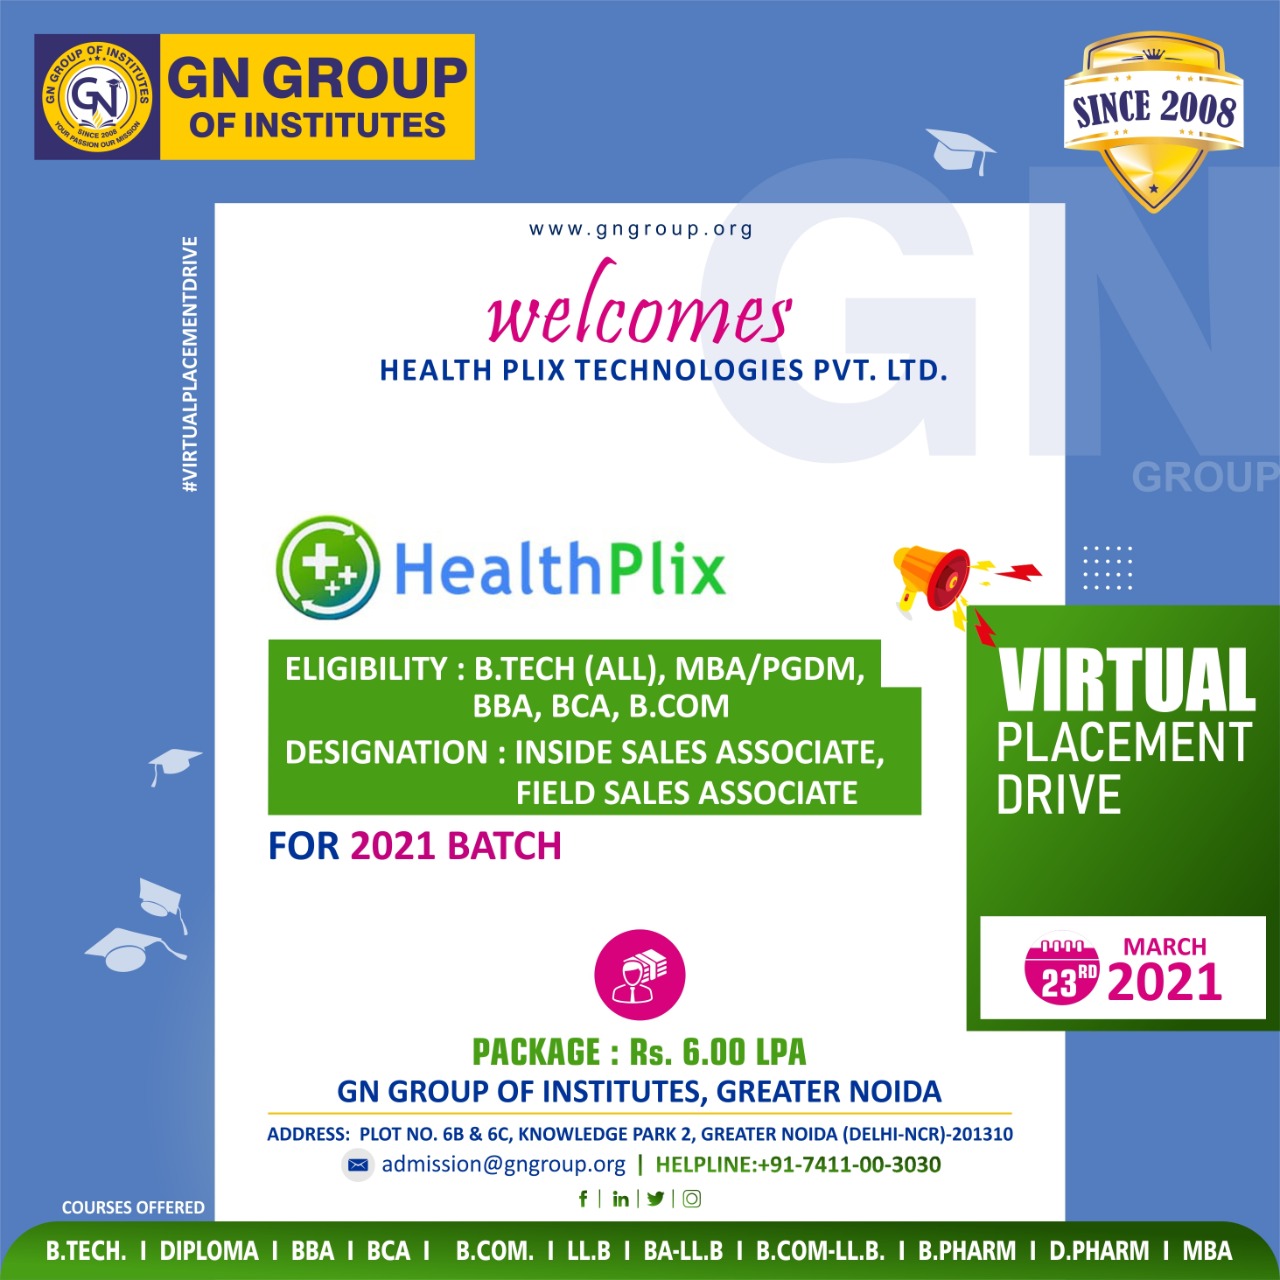 GN GROUP OF INSTITUTES
GN
SINCE 2008
YOUR PASSION OUR MISSION
GN GROUP
OF INSTITUTES
SINCE 2008
#VIRTUALPLACEMENTDRIVE
www.gngroup.org
welcomes
HEALTH PLIX TECHNOLOGIES PVT. LTD.
GN
GROUP
HealthPlix
ELIGIBILITY : B.TECH (ALL), MBA/PGDM,
BBA, BCA, B.COM
DESIGNATION : INSIDE SALES ASSOCIATE,
FIELD SALES ASSOCIATE
FOR 2021 BATCH
VIRTUAL
PLACEMENT
DRIVE
23RD MARCH
2021
PACKAGE : Rs. 6.00 LPA
GN GROUP OF INSTITUTES, GREATER NOIDA
ADDRESS: PLOT NO. 6B & 6C, KNOWLEDGE PARK 2, GREATER NOIDA (DELHI-NCR)-201310
admission@gngroup.org | HELPLINE:+91-7411-00-3030
COURSES OFFERED
B.TECH. I DIPLOMA I BBA I BCA I B.COM. I LL.B I BA-LL.B I B.COM-LL.B. I B.PHARM I D.PHARM I MBA